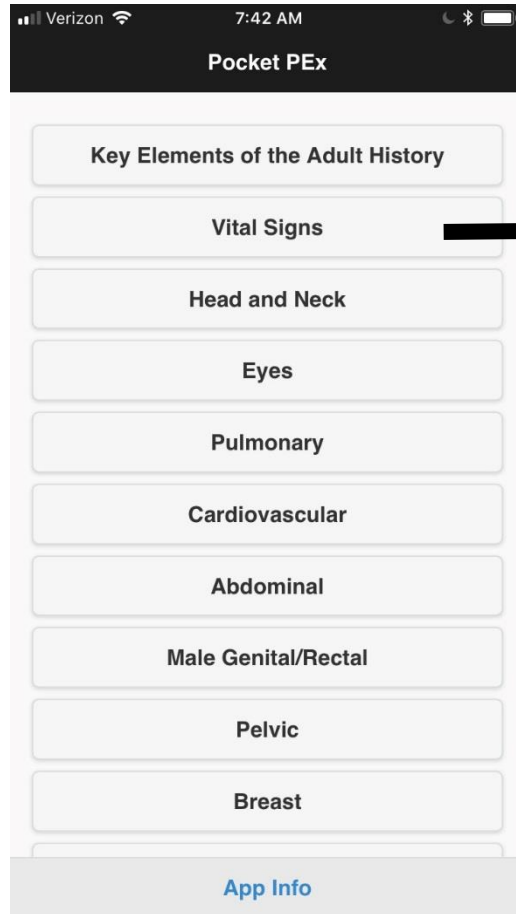 Verizon 7:42 AM
Pocket PEx
Key Elements of the Adult History
Vital Signs
Head and Neck
Eyes
Pulmonary
Cardiovascular
Abdominal
Male Genital/Rectal
Pelvic
Breast
App Info